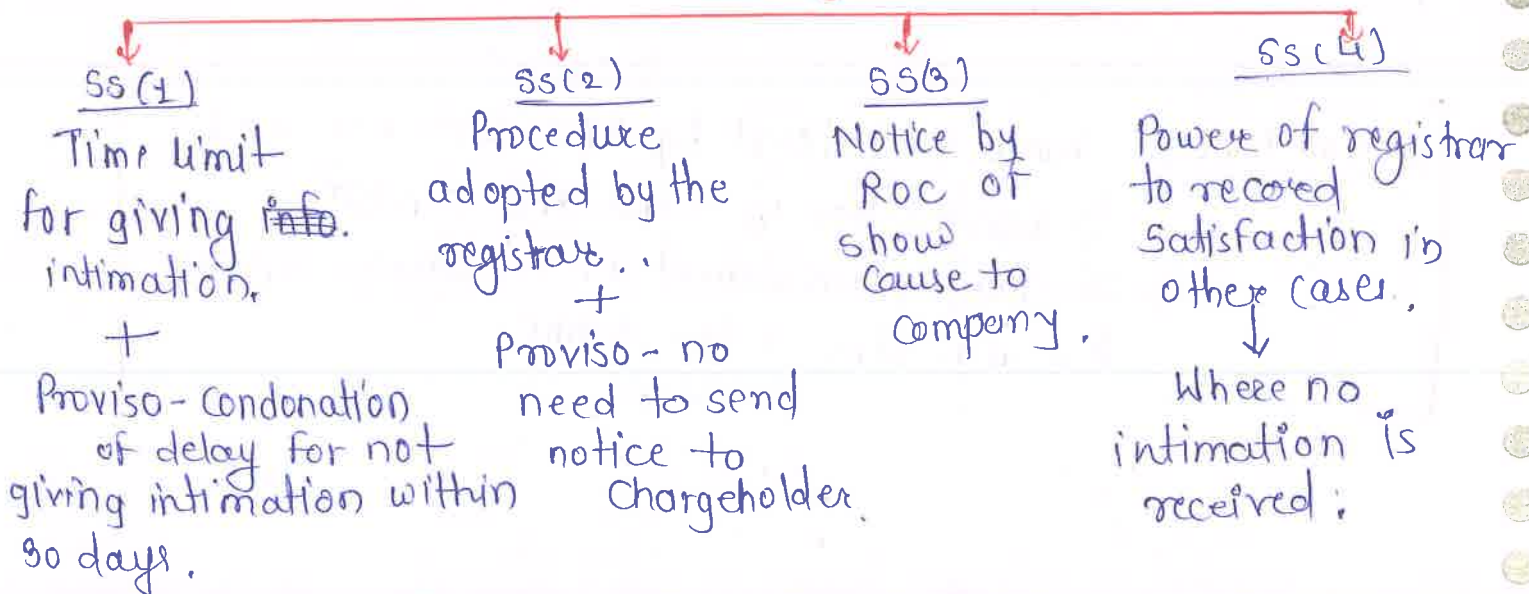 SS(1)
Time limit
for giving info.
intimation.
+
Proviso - Condonation
of delay for not
giving intimation within
30 days.
SS(2)
Procedure
adopted by the
registrar..
+
Proviso - no
need to send
notice to
Chargeholder.
SS(3)
Notice by
ROC of
show
cause to
company.
SS(4)
Power of registrar
to record
Satisfaction in
other cases.
Where no
intimation is
received.